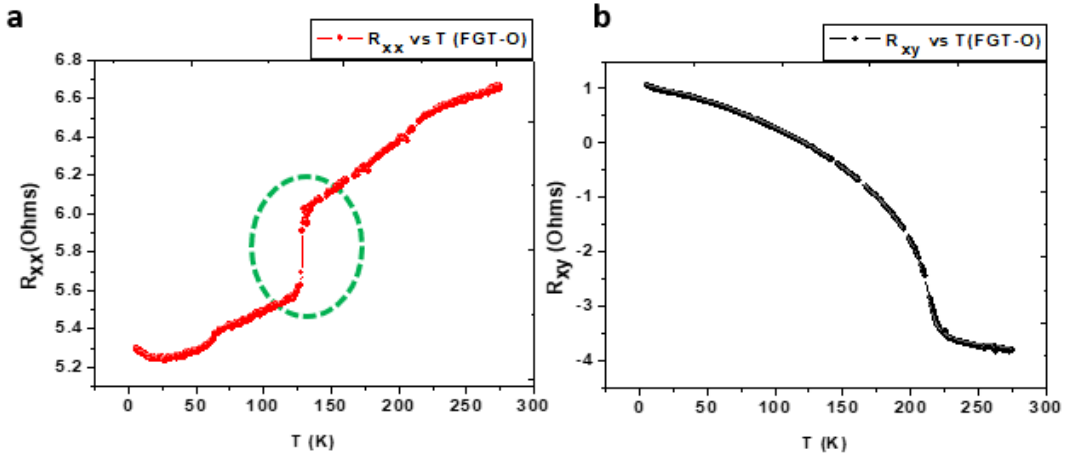 a
R_xx vs T (FGT-O)
6.8
6.6
6.4
6.2
6.0
5.8
5.6
5.4
5.2
R_xx(Ohms)
0 50 100 150 200 250 300
T (K)
b
R_xy vs T(FGT-O)
1
0
-1
-2
-3
-4
R_xy (Ohms)
0 50 100 150 200 250 300
T (K)